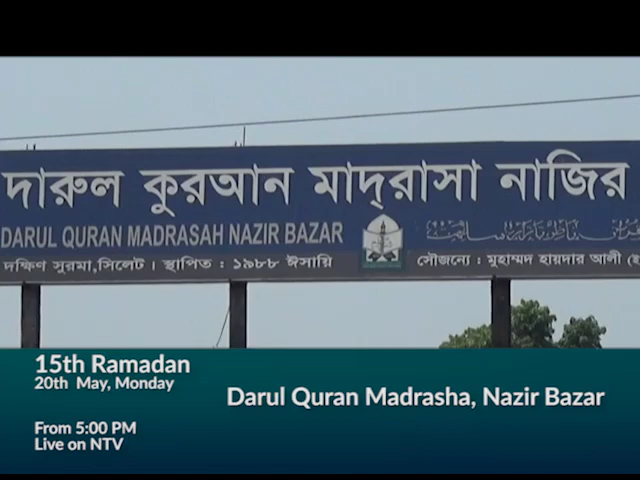 দারুল কুরআন মাদ্রাসা নাজির
DARUL QURAN MADRASAH NAZIR BAZAR
দক্ষিণ সুরমা,সিলেট । স্থাপিত : ১৯৮৮ ঈসায়ি
সৌজন্যে : মুহাম্মদ হায়দার আলী
15th Ramadan
20th May, Monday
Darul Quran Madrasha, Nazir Bazar
From 5:00 PM
Live on NTV